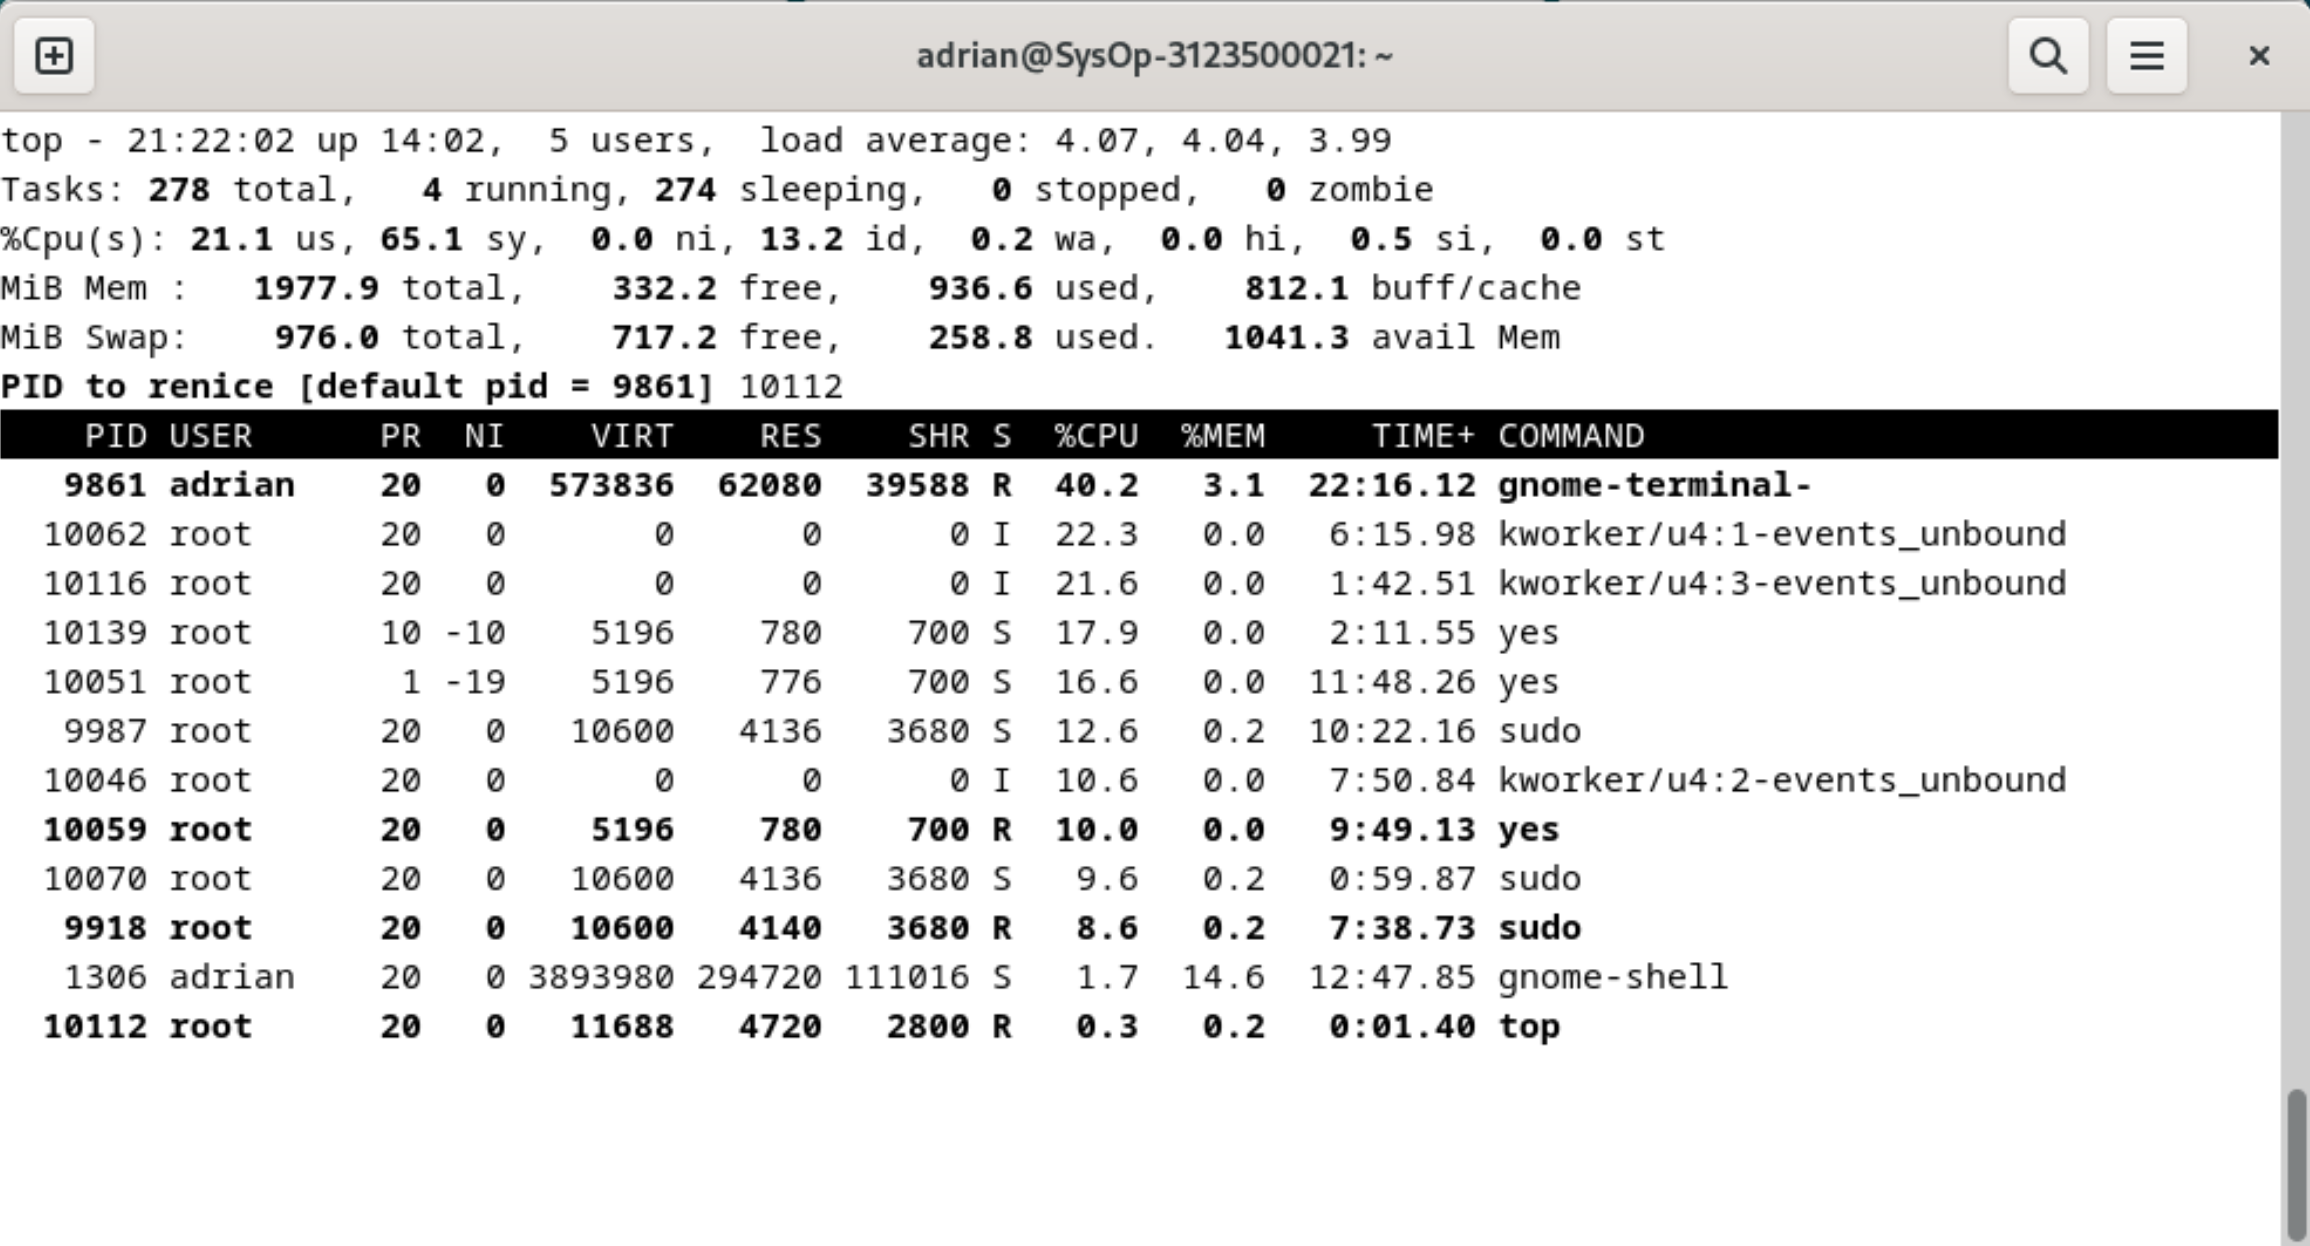 adrian@SysOp-3123500021: ~
top - 21:22:02 up 14:02,  5 users,  load average: 4.07, 4.04, 3.99
Tasks: 278 total,   4 running, 274 sleeping,   0 stopped,   0 zombie
%Cpu(s): 21.1 us, 65.1 sy,  0.0 ni, 13.2 id,  0.2 wa,  0.0 hi,  0.5 si,  0.0 st
MiB Mem :   1977.9 total,    332.2 free,    936.6 used,    812.1 buff/cache
MiB Swap:    976.0 total,    717.2 free,    258.8 used.   1041.3 avail Mem
PID to renice [default pid = 9861] 10112
    PID USER      PR  NI    VIRT    RES    SHR S  %CPU  %MEM     TIME+ COMMAND
   9861 adrian    20   0  573836  62080  39588 R  40.2   3.1  22:16.12 gnome-terminal-
  10062 root      20   0       0      0      0 I  22.3   0.0   6:15.98 kworker/u4:1-events_unbound
  10116 root      20   0       0      0      0 I  21.6   0.0   1:42.51 kworker/u4:3-events_unbound
  10139 root      10 -10    5196    780    700 S  17.9   0.0   2:11.55 yes
  10051 root       1 -19    5196    776    700 S  16.6   0.0  11:48.26 yes
   9987 root      20   0   10600   4136   3680 S  12.6   0.2  10:22.16 sudo
  10046 root      20   0       0      0      0 I  10.6   0.0   7:50.84 kworker/u4:2-events_unbound
  10059 root      20   0    5196    780    700 R  10.0   0.0   9:49.13 yes
  10070 root      20   0   10600   4136   3680 S   9.6   0.2   0:59.87 sudo
   9918 root      20   0   10600   4140   3680 R   8.6   0.2   7:38.73 sudo
   1306 adrian    20   0 3893980 294720 111016 S   1.7  14.6  12:47.85 gnome-shell
  10112 root      20   0   11688   4720   2800 R   0.3   0.2   0:01.40 top